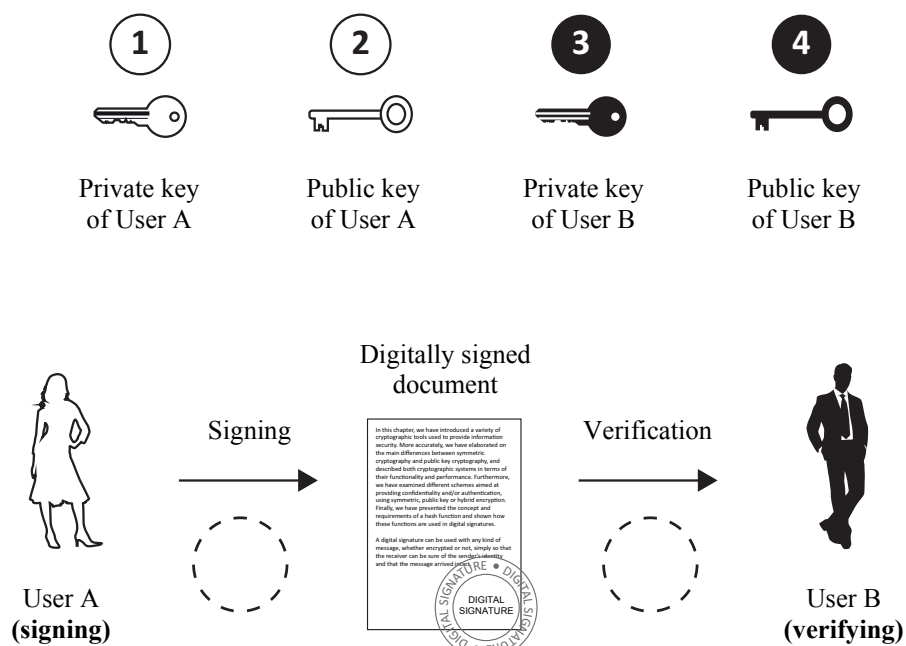 1 2 3 4
Private key
of User A
Public key
of User A
Private key
of User B
Public key
of User B
Digitally signed
document
Signing
Verification
In this chapter, we have introduced a variety of
cryptographic tools used to provide information
security. More accurately, we have elaborated on
the main differences between symmetric
cryptography and public key cryptography, and
described both cryptographic systems in terms of
their functionality and performance. Furthermore,
we have examined different schemes aimed at
providing confidentiality and/or authentication,
using symmetric, public key or hybrid encryption.
Finally, we have presented the concept and
requirements of a hash function and shown how
these functions are used in digital signatures.
A digital signature can be used with any kind of
message, whether encrypted or not, simply so that
the receiver can be sure of the sender's identity
and that the message arrived intact.
DIGITAL SIGNATURE • DIGITAL SIGNATURE •
DIGITAL
SIGNATURE
User A
(signing)
User B
(verifying)